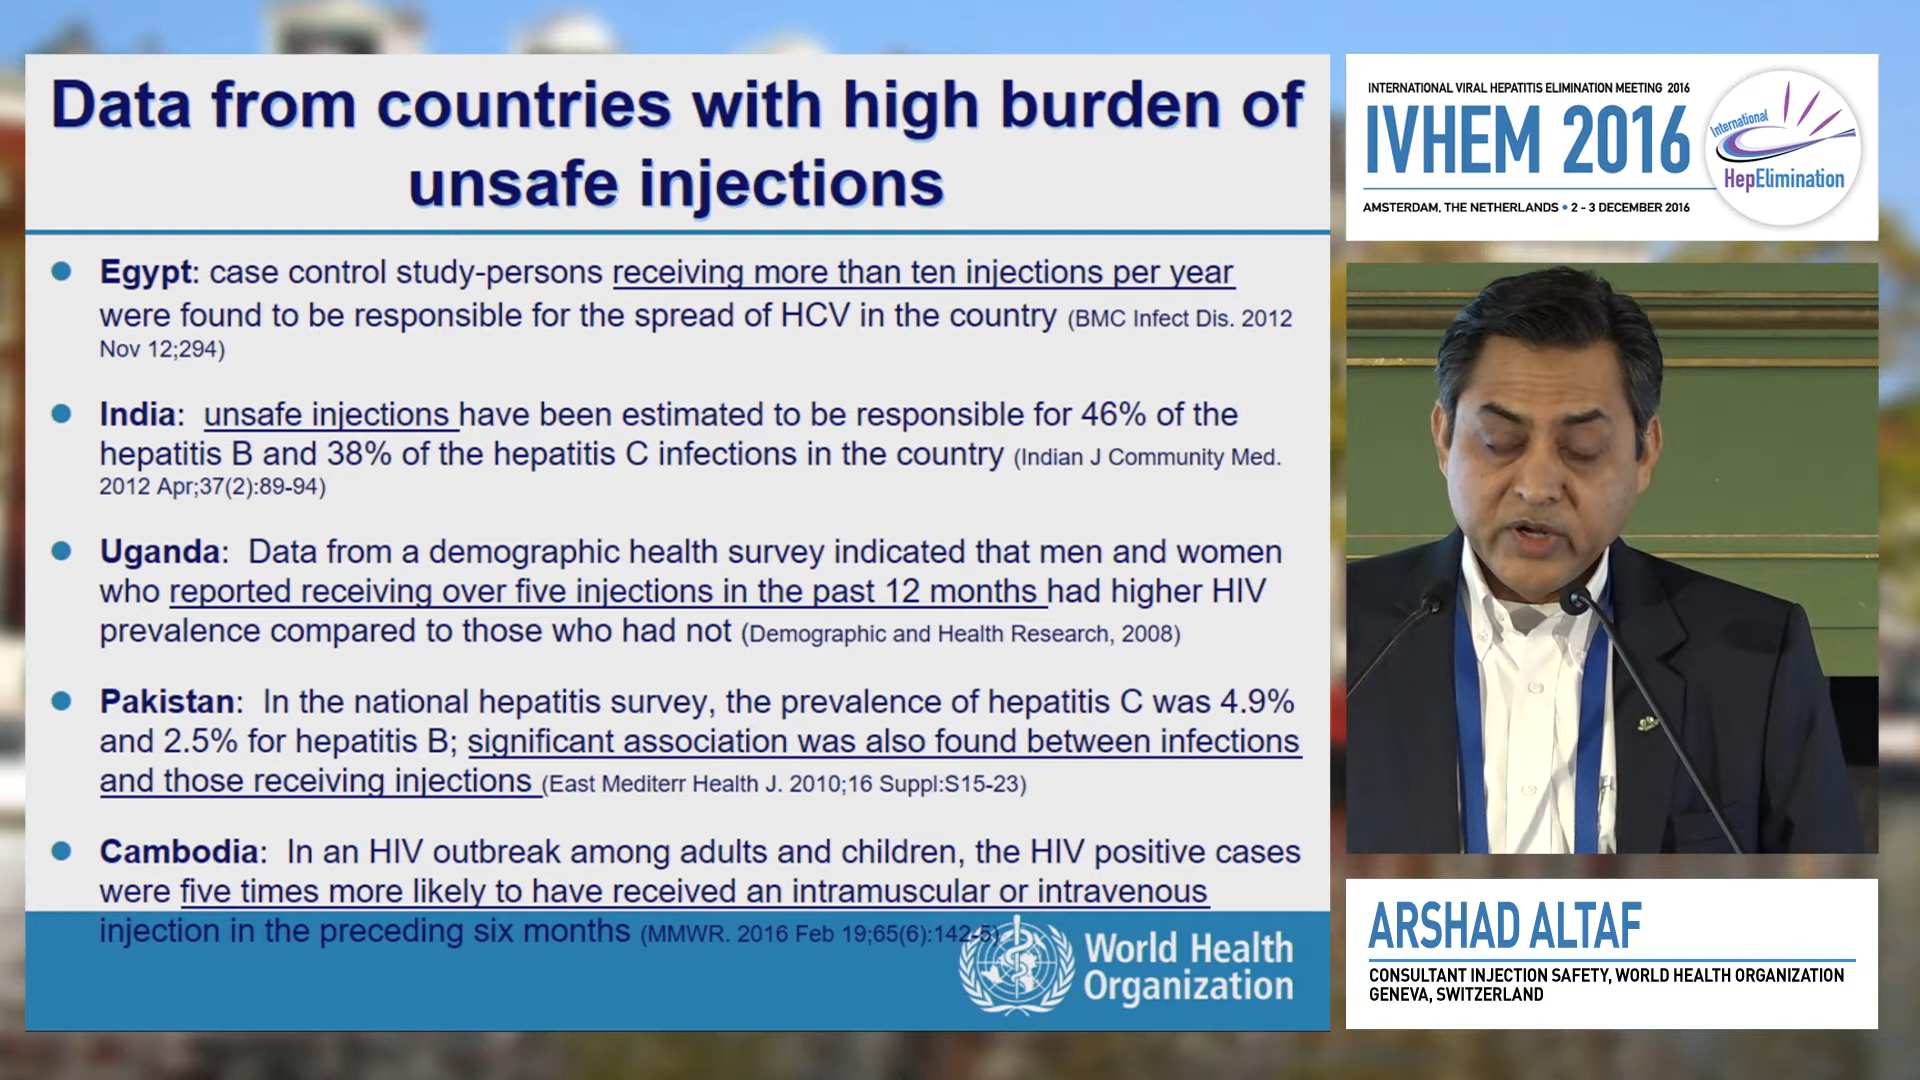 Data from countries with high burden of
unsafe injections
Egypt: case control study-persons receiving more than ten injections per year
were found to be responsible for the spread of HCV in the country (BMC Infect Dis. 2012
Nov 12;294)
India: unsafe injections have been estimated to be responsible for 46% of the
hepatitis B and 38% of the hepatitis C infections in the country (Indian J Community Med.
2012 Apr;37(2):89-94)
Uganda: Data from a demographic health survey indicated that men and women
who reported receiving over five injections in the past 12 months had higher HIV
prevalence compared to those who had not (Demographic and Health Research, 2008)
Pakistan: In the national hepatitis survey, the prevalence of hepatitis C was 4.9%
and 2.5% for hepatitis B; significant association was also found between infections
and those receiving injections (East Mediterr Health J. 2010;16 Suppl:S15-23)
Cambodia: In an HIV outbreak among adults and children, the HIV positive cases
were five times more likely to have received an intramuscular or intravenous
injection in the preceding six months (MMWR. 2016 Feb 19;65(6):142-5)
World Health
Organization
INTERNATIONAL VIRAL HEPATITIS ELIMINATION MEETING 2016
IVHEM 2016
AMSTERDAM, THE NETHERLANDS • 2 - 3 DECEMBER 2016
International
HepElimination
ARSHAD ALTAF
CONSULTANT INJECTION SAFETY, WORLD HEALTH ORGANIZATION
GENEVA, SWITZERLAND